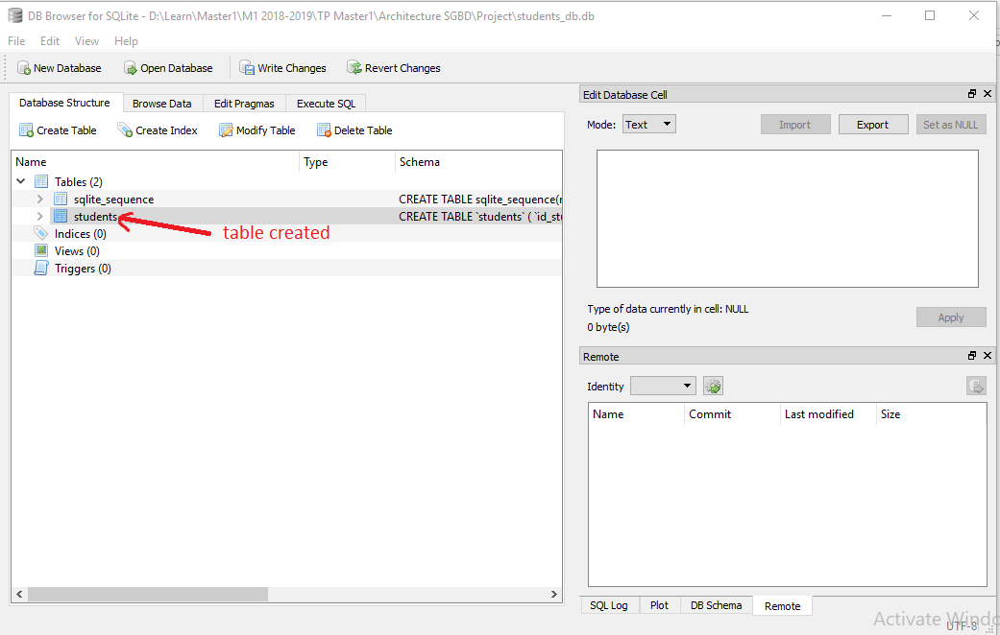 DB Browser for SQLite - D:\Learn\Master1\M1 2018-2019\TP Master1\Architecture SGBD\Project\students_db.db
File Edit View Help
New Database Open Database Write Changes Revert Changes
Database Structure Browse Data Edit Pragmas Execute SQL
Create Table Create Index Modify Table Delete Table
Name Type Schema
Tables (2)
sqlite_sequence CREATE TABLE sqlite_sequence(
students CREATE TABLE `students` ( `id_stu
table created
Indices (0)
Views (0)
Triggers (0)
Edit Database Cell
Mode: Text Import Export Set as NULL
Type of data currently in cell: NULL
0 byte(s)
Apply
Remote
Identity
Name Commit Last modified Size
SQL Log Plot DB Schema Remote
Activate Windo
UTF-8